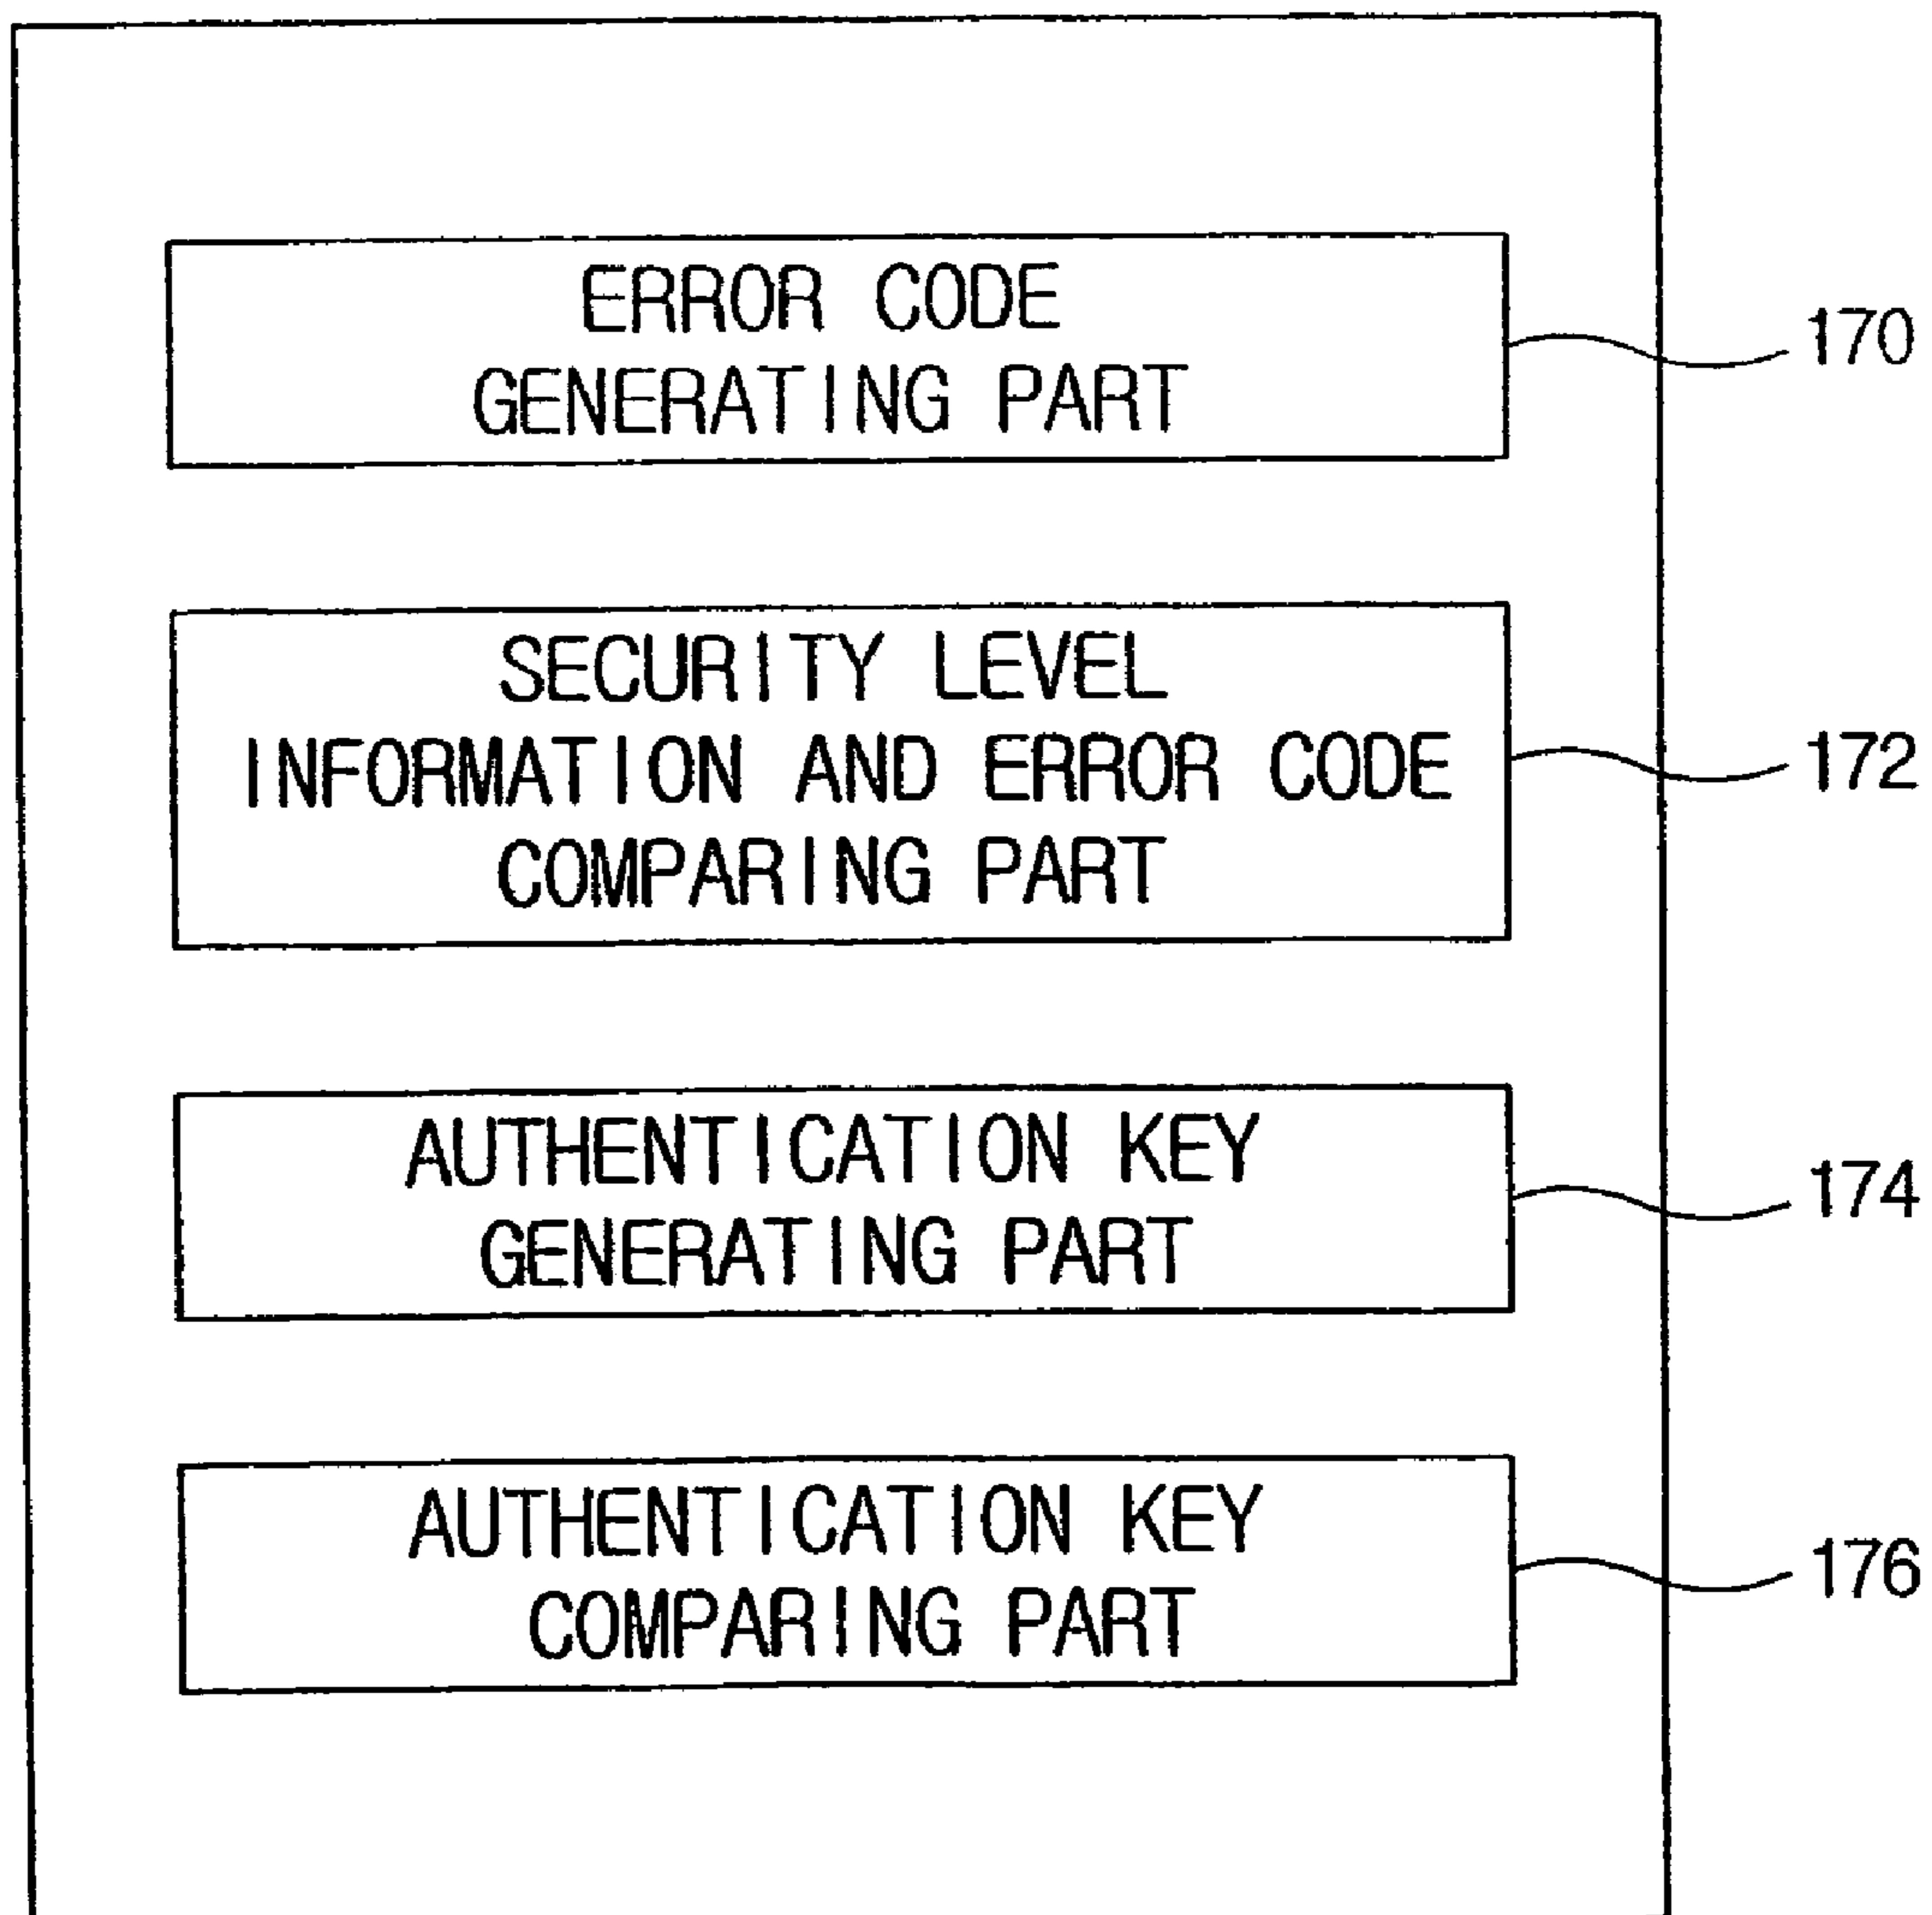 ERROR CODE
GENERATING PART
170
SECURITY LEVEL
INFORMATION AND ERROR CODE
COMPARING PART
172
AUTHENTICATION KEY
GENERATING PART
174
AUTHENTICATION KEY
COMPARING PART
176